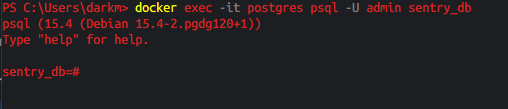 PS C:\Users\darkm> docker exec -it postgres psql -U admin sentry_db
psql (15.4 (Debian 15.4-2.pgdg120+1))
Type "help" for help.

sentry_db=#